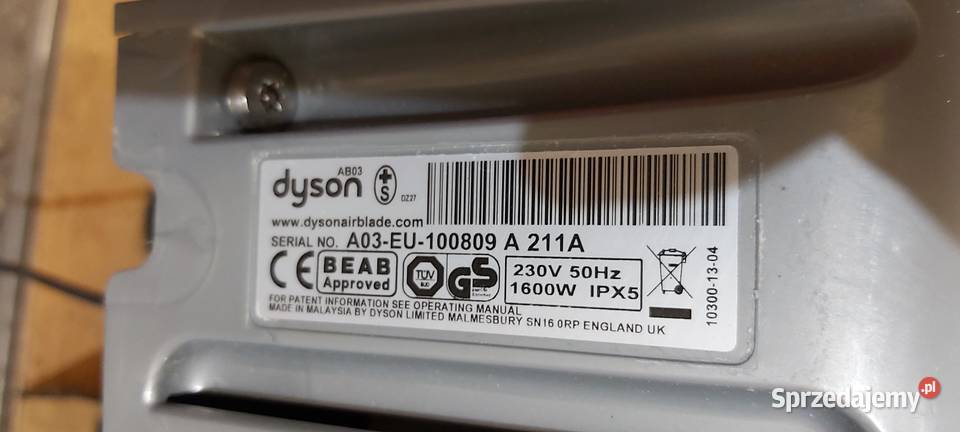 AB03
dyson
S
DZ27
www.dysonairblade.com
SERIAL NO. A03-EU-100809 A 211A
CE
BEAB
Approved
TÜV
GS
230V 50Hz
1600W IPX5
10300-13-04
FOR PATENT INFORMATION SEE OPERATING MANUAL
MADE IN MALAYSIA BY DYSON LIMITED MALMESBURY SN16 0RP ENGLAND UK
Sprzedajemy.pl